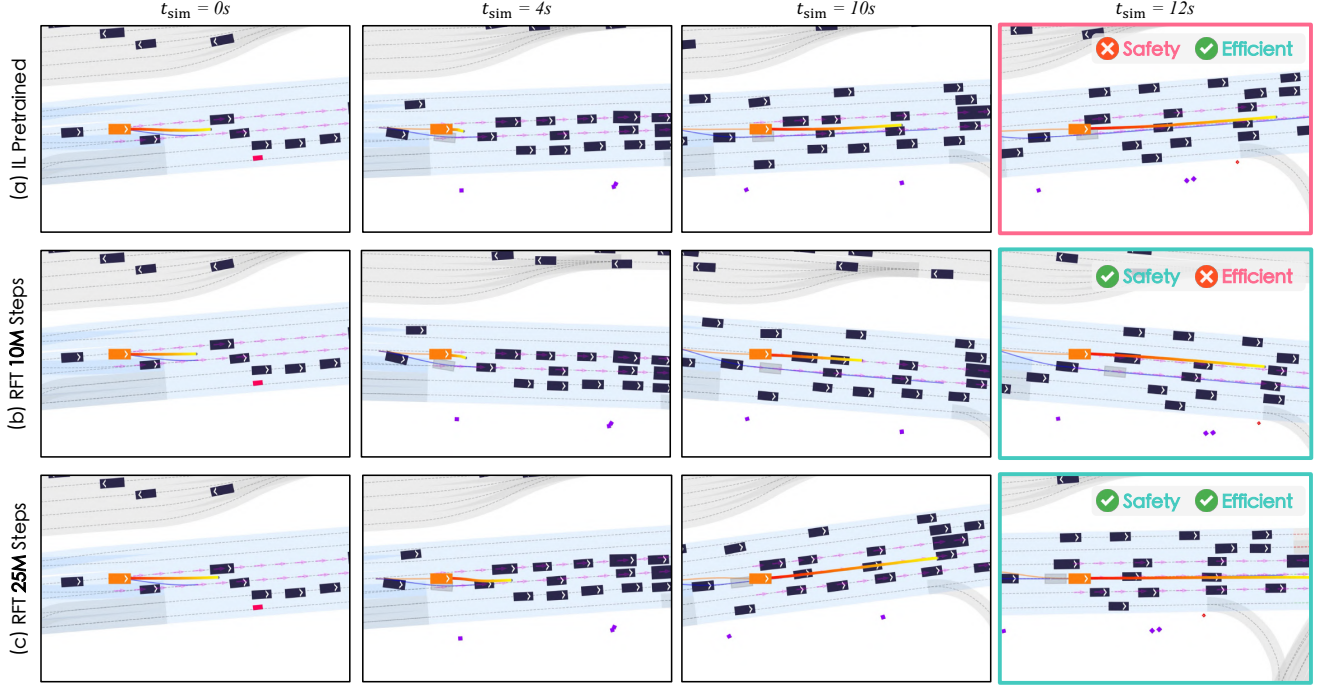 t_sim = 0s
t_sim = 4s
t_sim = 10s
t_sim = 12s
(a) IL Pretrained
Safety Efficient
(b) RFT 10M Steps
Safety Efficient
(c) RFT 25M Steps
Safety Efficient